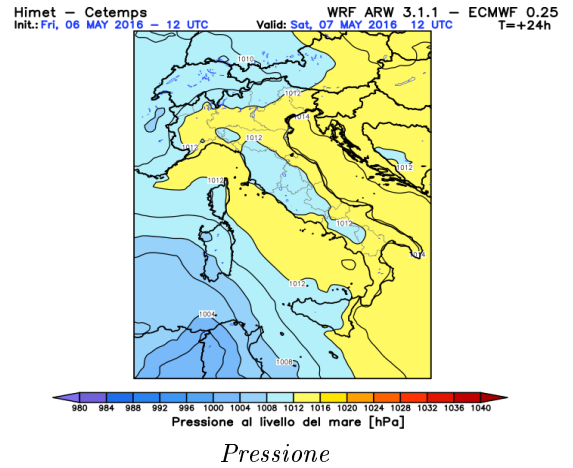 Himet – Cetemps WRF ARW 3.1.1 – ECMWF 0.25
Init.: Fri, 06 MAY 2016 – 12 UTC Valid: Sat, 07 MAY 2016 12 UTC T=+24h
1010
1012
1014
1012
1012
1012
1012
1012
1014
1012
1004
1008
980 984 988 992 996 1000 1004 1008 1012 1016 1020 1024 1028 1032 1036 1040
Pressione al livello del mare [hPa]
Pressione